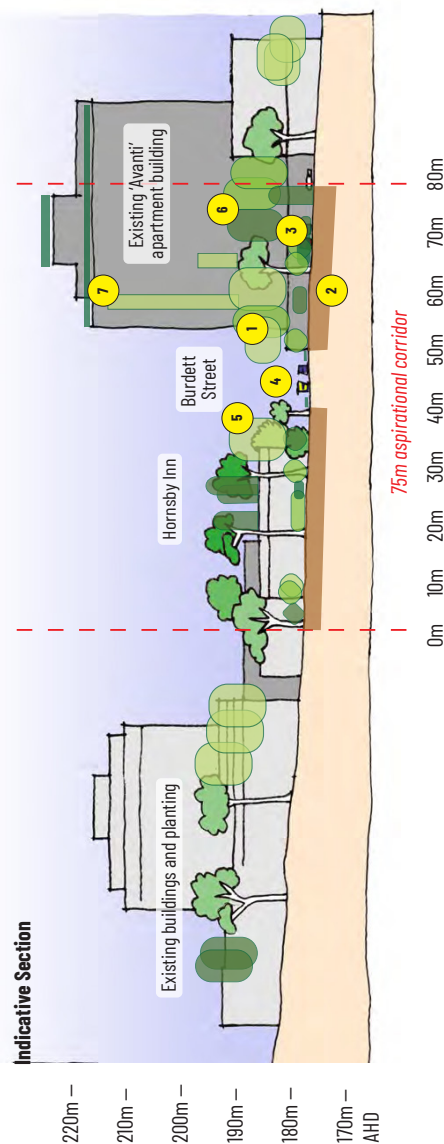 Indicative Section
220m
210m
200m
190m
180m
170m
AHD
Existing buildings and planting
Hornsby Inn
Burdett
Street
Existing ‘Avanti’
apartment building
1
2
3
4
5
6
7
75m aspirational corridor
0m
10m
20m
30m
40m
50m
60m
70m
80m